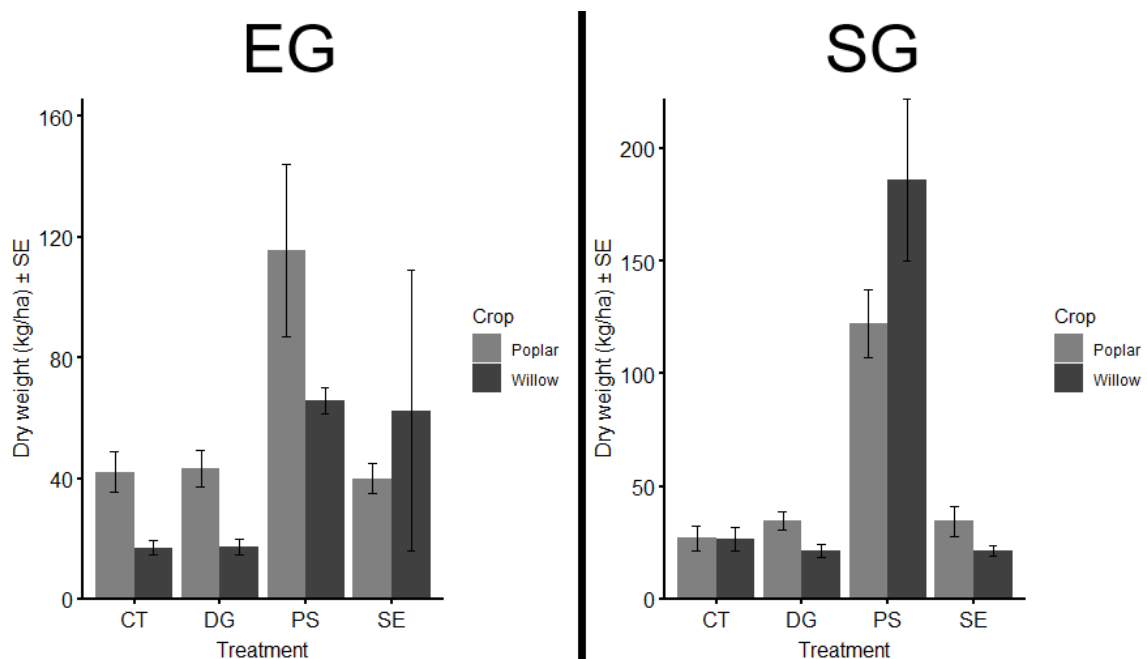 EG
Dry weight (kg/ha) ± SE
160
120
80
40
0
CT DG PS SE
Treatment
Crop
Poplar
Willow
SG
Dry weight (kg/ha) ± SE
200
150
100
50
0
CT DG PS SE
Treatment
Crop
Poplar
Willow